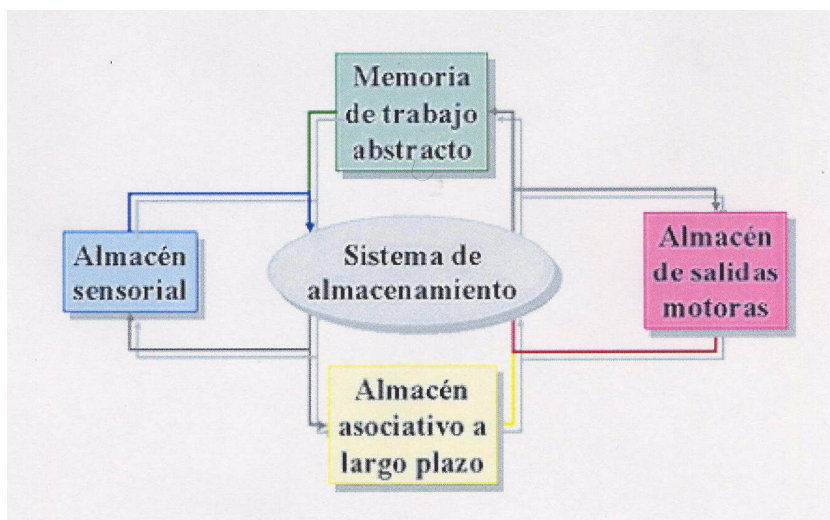 Memoria
de trabajo
abstracto
Almacén
sensorial
Sistema de
almacenamiento
Almacén
de salidas
motoras
Almacén
asociativo a
largo plazo